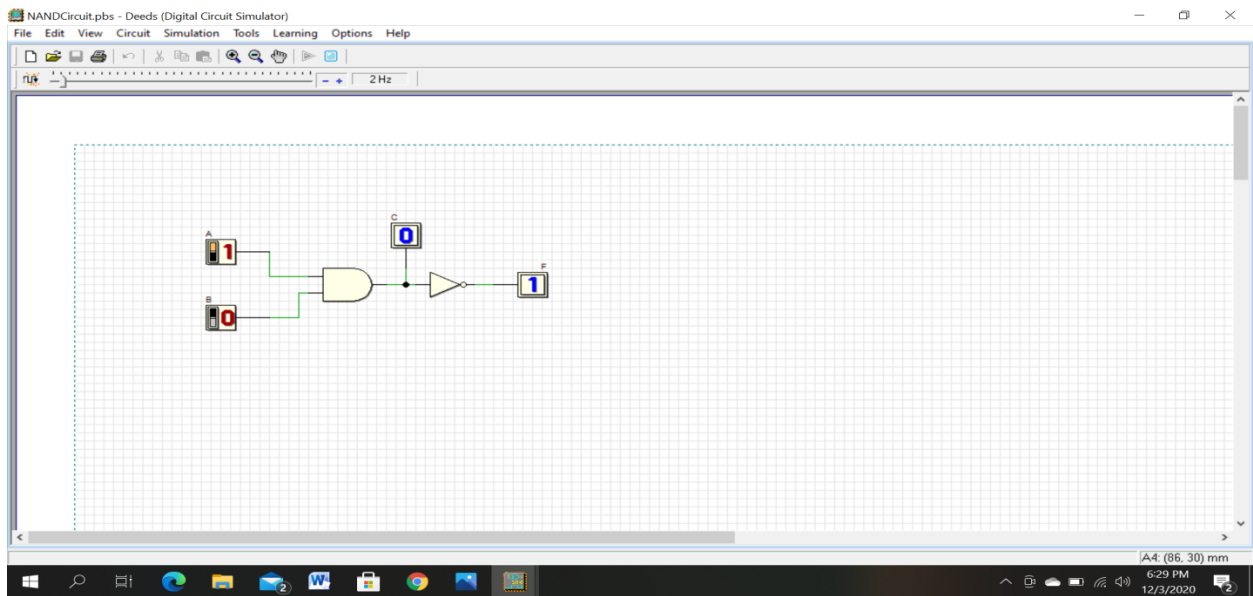 NANDCircuit.pbs - Deeds (Digital Circuit Simulator)
File Edit View Circuit Simulation Tools Learning Options Help
2 Hz
C
0
A
1
F
1
B
0
A4: (86, 30) mm
6:29 PM
12/3/2020
2
2